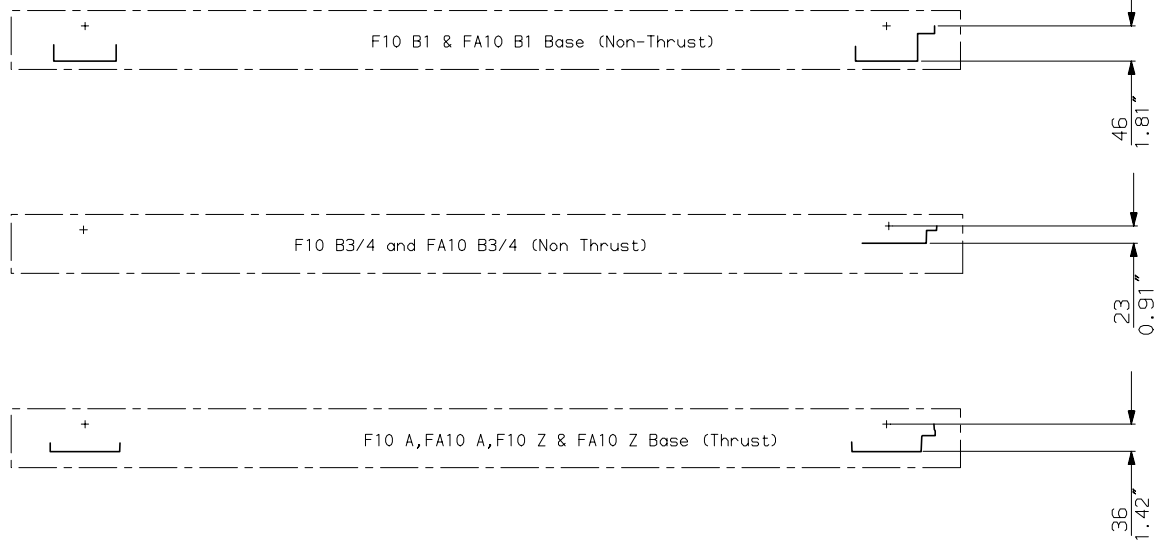 F10 B1 & FA10 B1 Base (Non-Thrust)
46
1.81"
F10 B3/4 and FA10 B3/4 (Non Thrust)
23
0.91"
F10 A,FA10 A,F10 Z & FA10 Z Base (Thrust)
36
1.42"